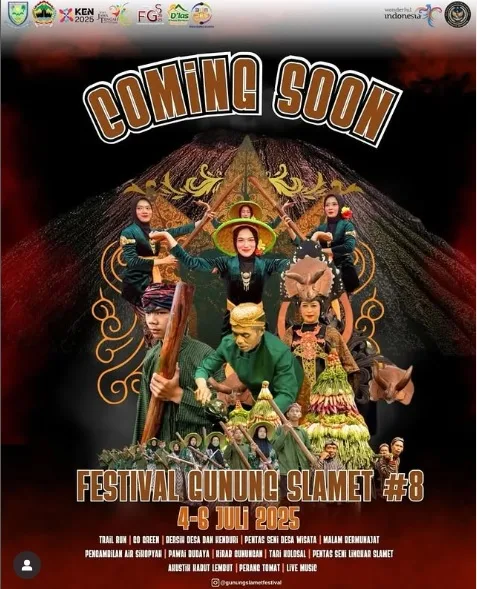 KEN
2025
FGS
D'las
wonderful
indonesia
COMING SOON
FESTIVAL GUNUNG SLAMET #8
4-6 JULI 2025
TRAIL RUN | GO GREEN | BERSIH DESA DAN KENDURI | PENTAS SENI DESA WISATA | MALAM BERMUNAJAT
PENGAMBILAN AIR SIKOPYAH | PAWAI BUDAYA | KIRAB GUNUNGAN | TARI KOLOSAL | PENTAS SENI LINGKAR SLAMET
AKUSTIK KABUT LEMBUT | PERANG TOMAT | LIVE MUSIC
@gunungslametfestival